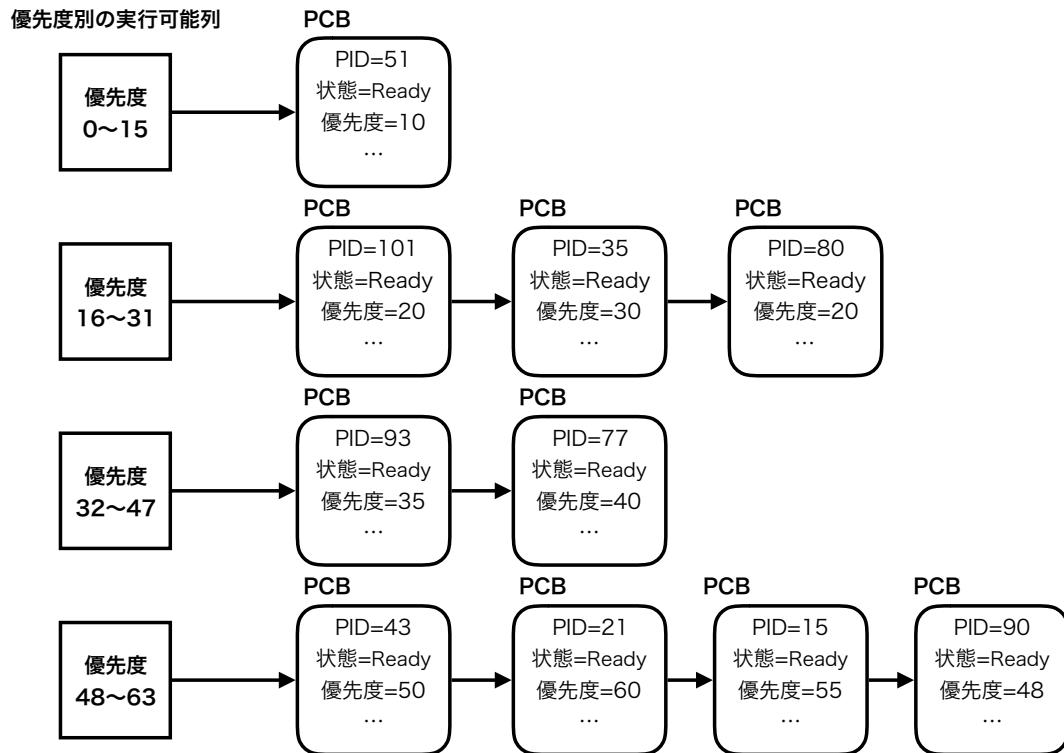 優先度別の実行可能列
PCB
優先度
0〜15
PID=51
状態=Ready
優先度=10
...
PCB
PCB
PCB
優先度
16〜31
PID=101
状態=Ready
優先度=20
...
PID=35
状態=Ready
優先度=30
...
PID=80
状態=Ready
優先度=20
...
PCB
PCB
優先度
32〜47
PID=93
状態=Ready
優先度=35
...
PID=77
状態=Ready
優先度=40
...
PCB
PCB
PCB
PCB
優先度
48〜63
PID=43
状態=Ready
優先度=50
...
PID=21
状態=Ready
優先度=60
...
PID=15
状態=Ready
優先度=55
...
PID=90
状態=Ready
優先度=48
...